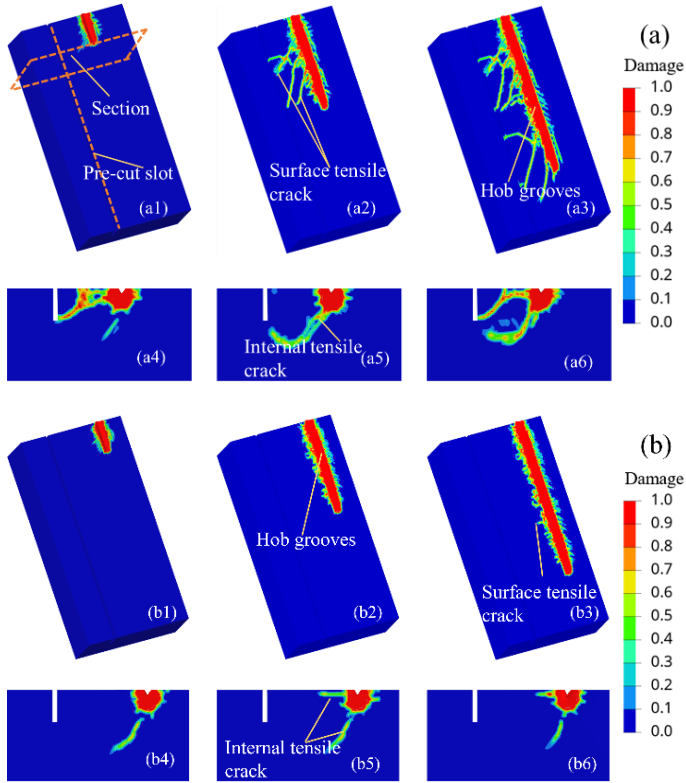 (a)
Damage
1.0
0.9
0.8
0.7
0.6
0.5
0.4
0.3
0.2
0.1
0.0
Section
Pre-cut slot
(a1)
Surface tensile
crack
(a2)
Hob grooves
(a3)
(a4)
Internal tensile
crack
(a5)
(a6)
(b)
Damage
1.0
0.9
0.8
0.7
0.6
0.5
0.4
0.3
0.2
0.1
0.0
(b1)
Hob grooves
(b2)
Surface tensile
crack
(b3)
(b4)
Internal tensile
crack
(b5)
(b6)